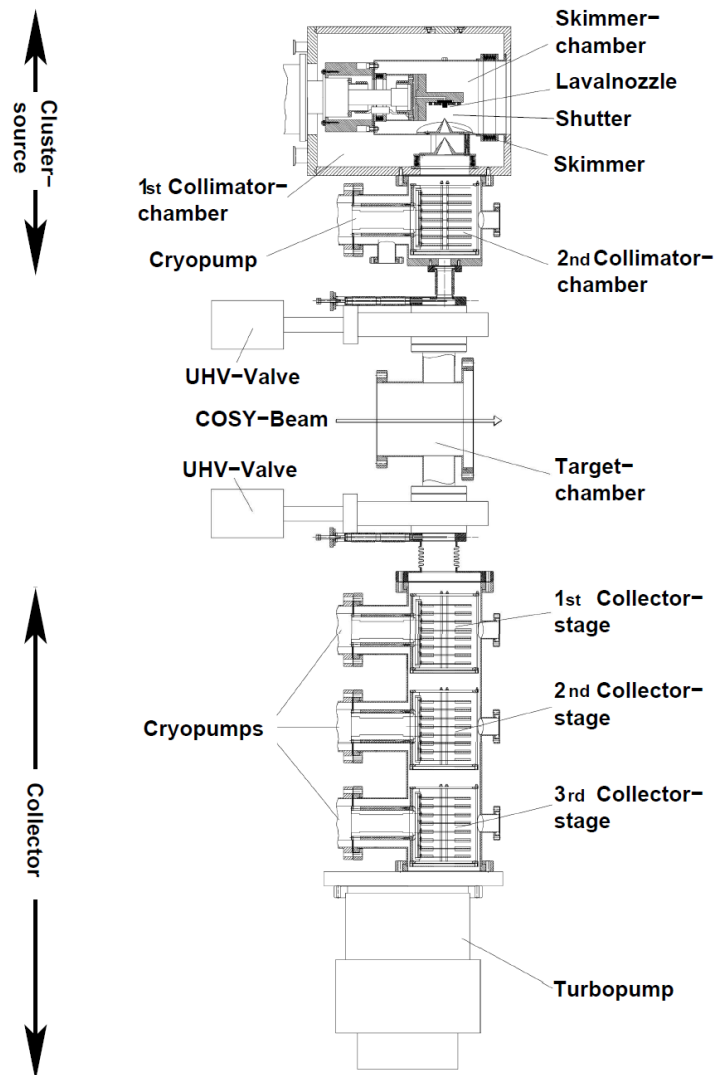 Skimmer-
chamber
Lavalnozzle
Shutter
Skimmer
Cluster-
source
1st Collimator-
chamber
Cryopump
2nd Collimator-
chamber
UHV-Valve
COSY-Beam
UHV-Valve
Target-
chamber
1st Collector-
stage
2nd Collector-
stage
Cryopumps
3rd Collector-
stage
Collector
Turbopump